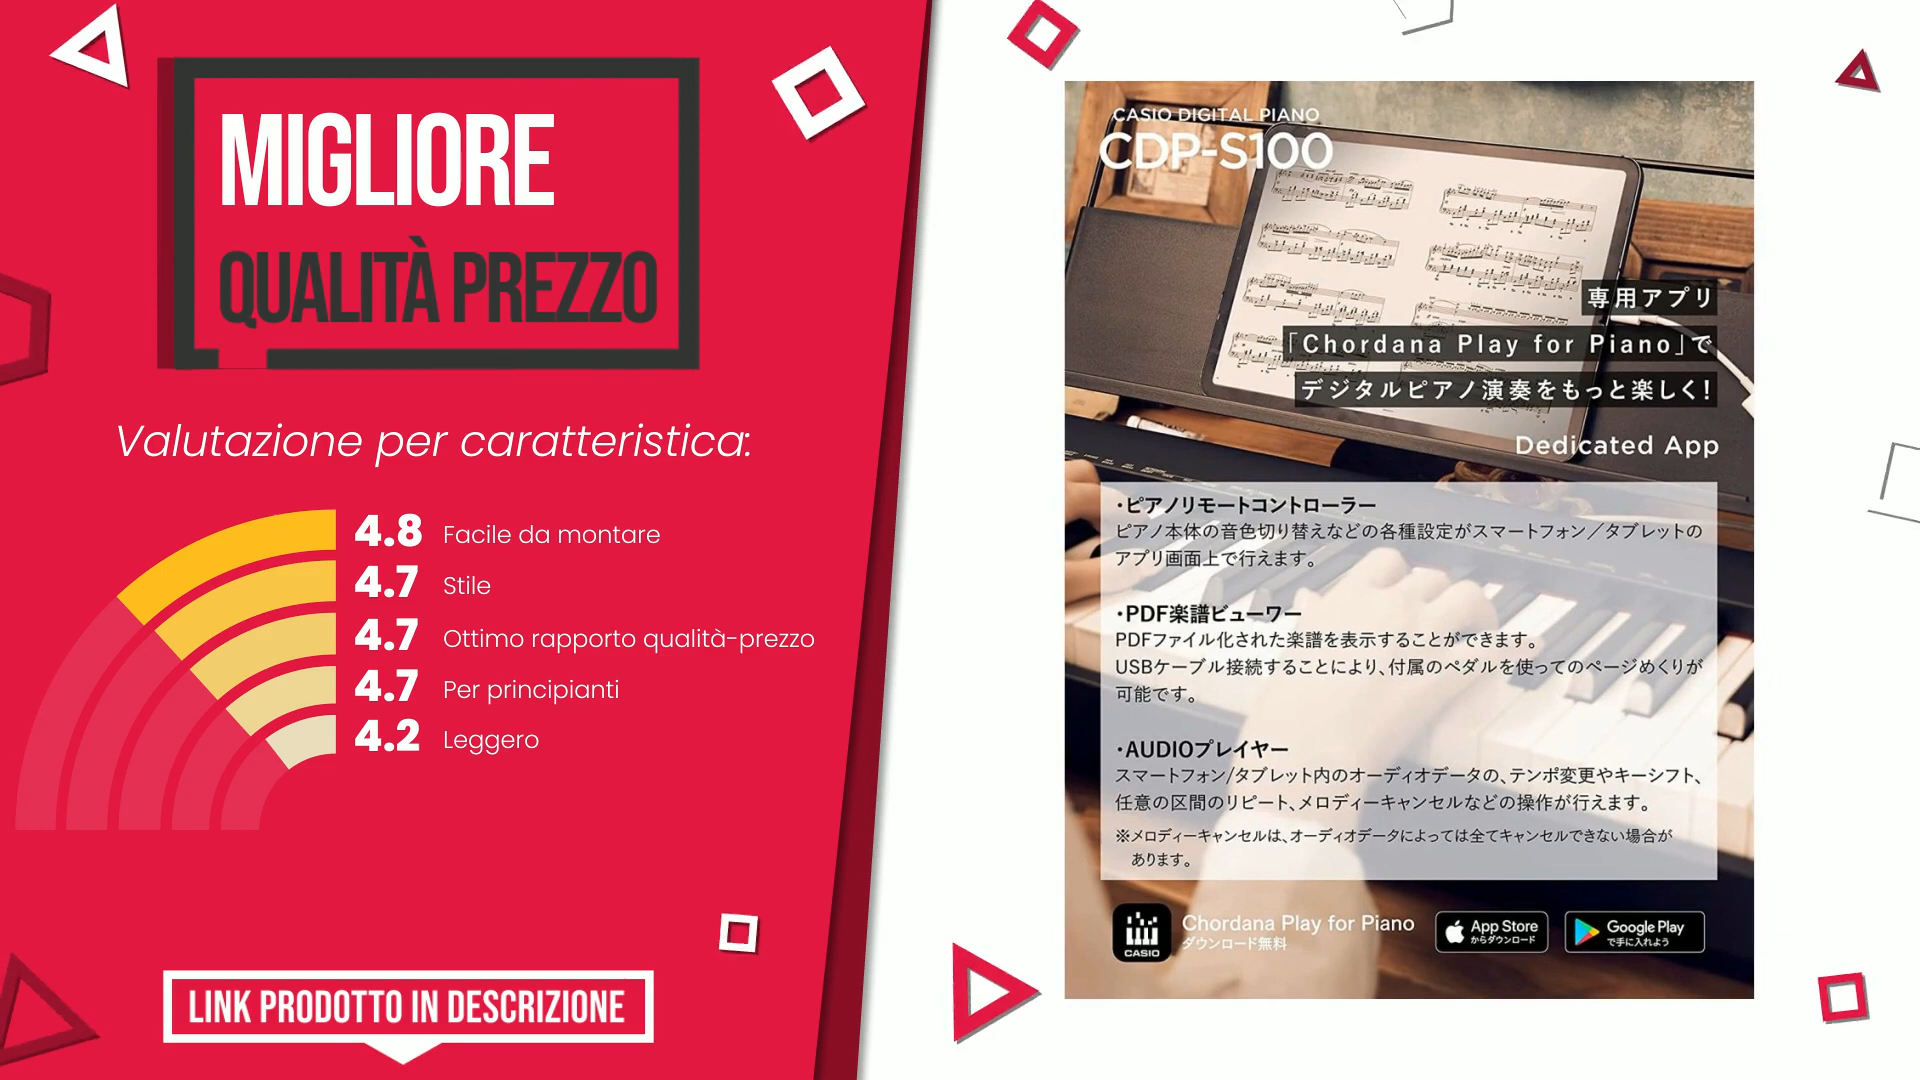 MIGLIORE
QUALITÀ PREZZO
Valutazione per caratteristica:
4.8 Facile da montare
4.7 Stile
4.7 Ottimo rapporto qualità-prezzo
4.7 Per principianti
4.2 Leggero
LINK PRODOTTO IN DESCRIZIONE
CASIO DIGITAL PIANO
CDP-S100
専用アプリ
「Chordana Play for Piano」で
デジタルピアノ演奏をもっと楽しく!
Dedicated App
・ピアノリモートコントローラー
ピアノ本体の音色切り替えなどの各種設定がスマートフォン／タブレットの
アプリ画面上で行えます。
・PDF楽譜ビューワー
PDFファイル化された楽譜を表示することができます。
USBケーブル接続することにより、付属のペダルを使ってのページめくりが
可能です。
・AUDIOプレイヤー
スマートフォン/タブレット内のオーディオデータの、テンポ変更やキーシフト、
任意の区間のリピート、メロディーキャンセルなどの操作が行えます。
※メロディーキャンセルは、オーディオデータによっては全てキャンセルできない場合が
あります。
CASIO
Chordana Play for Piano
ダウンロード無料
App Store
からダウンロード
Google Play
で手に入れよう